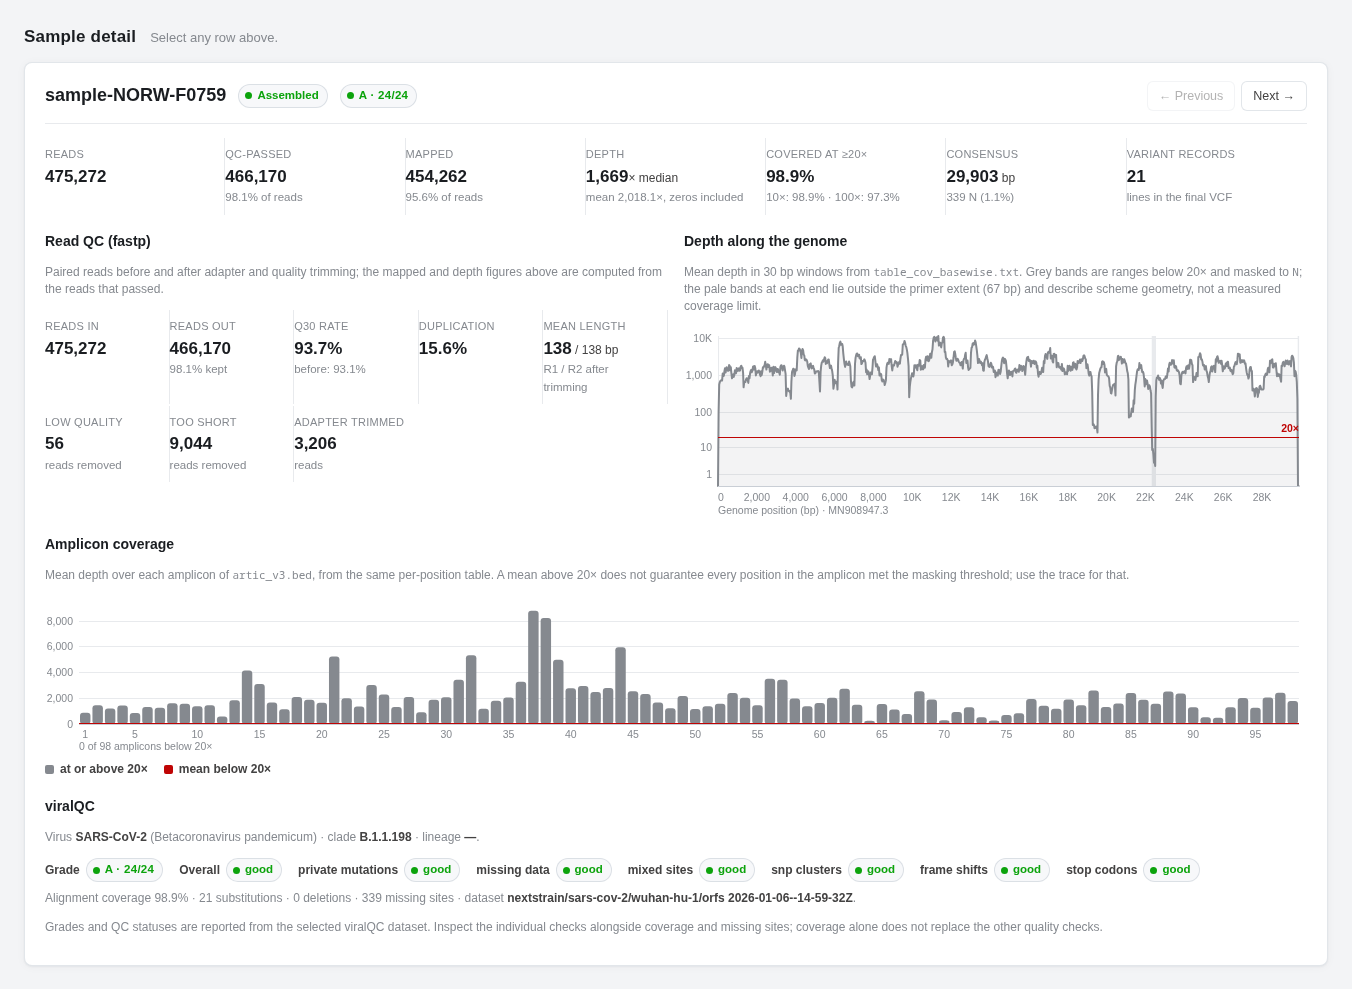 Sample detail Select any row above.
sample-NORW-F0759 Assembled A · 24/24 ← Previous Next →
READS QC-PASSED MAPPED DEPTH COVERED AT ≥20× CONSENSUS VARIANT RECORDS
475,272 466,170 454,262 1,669× median 98.9% 29,903 bp 21
98.1% of reads 95.6% of reads mean 2,018.1×, zeros included 10×: 98.9% · 100×: 97.3% 339 N (1.1%) lines in the final VCF
Read QC (fastp)
Paired reads before and after adapter and quality trimming; the mapped and depth figures above are computed from
the reads that passed.
READS IN READS OUT Q30 RATE DUPLICATION MEAN LENGTH
475,272 466,170 93.7% 15.6% 138 / 138 bp
98.1% kept before: 93.1% R1 / R2 after
trimming
LOW QUALITY TOO SHORT ADAPTER TRIMMED
56 9,044 3,206
reads removed reads removed reads
Depth along the genome
Mean depth in 30 bp windows from table_cov_basewise.txt. Grey bands are ranges below 20× and masked to N;
the pale bands at each end lie outside the primer extent (67 bp) and describe scheme geometry, not a measured
coverage limit.
10K
1,000
100
20×
10
1
0 2,000 4,000 6,000 8,000 10K 12K 14K 16K 18K 20K 22K 24K 26K 28K
Genome position (bp) · MN908947.3
Amplicon coverage
Mean depth over each amplicon of artic_v3.bed, from the same per-position table. A mean above 20× does not guarantee every position in the amplicon met the masking threshold; use the trace for that.
8,000
6,000
4,000
2,000
0
1 5 10 15 20 25 30 35 40 45 50 55 60 65 70 75 80 85 90 95
0 of 98 amplicons below 20×
at or above 20× mean below 20×
viralQC
Virus SARS-CoV-2 (Betacoronavirus pandemicum) · clade B.1.1.198 · lineage —.
Grade A · 24/24 Overall good private mutations good missing data good mixed sites good snp clusters good frame shifts good stop codons good
Alignment coverage 98.9% · 21 substitutions · 0 deletions · 339 missing sites · dataset nextstrain/sars-cov-2/wuhan-hu-1/orfs 2026-01-06--14-59-32Z.
Grades and QC statuses are reported from the selected viralQC dataset. Inspect the individual checks alongside coverage and missing sites; coverage alone does not replace the other quality checks.